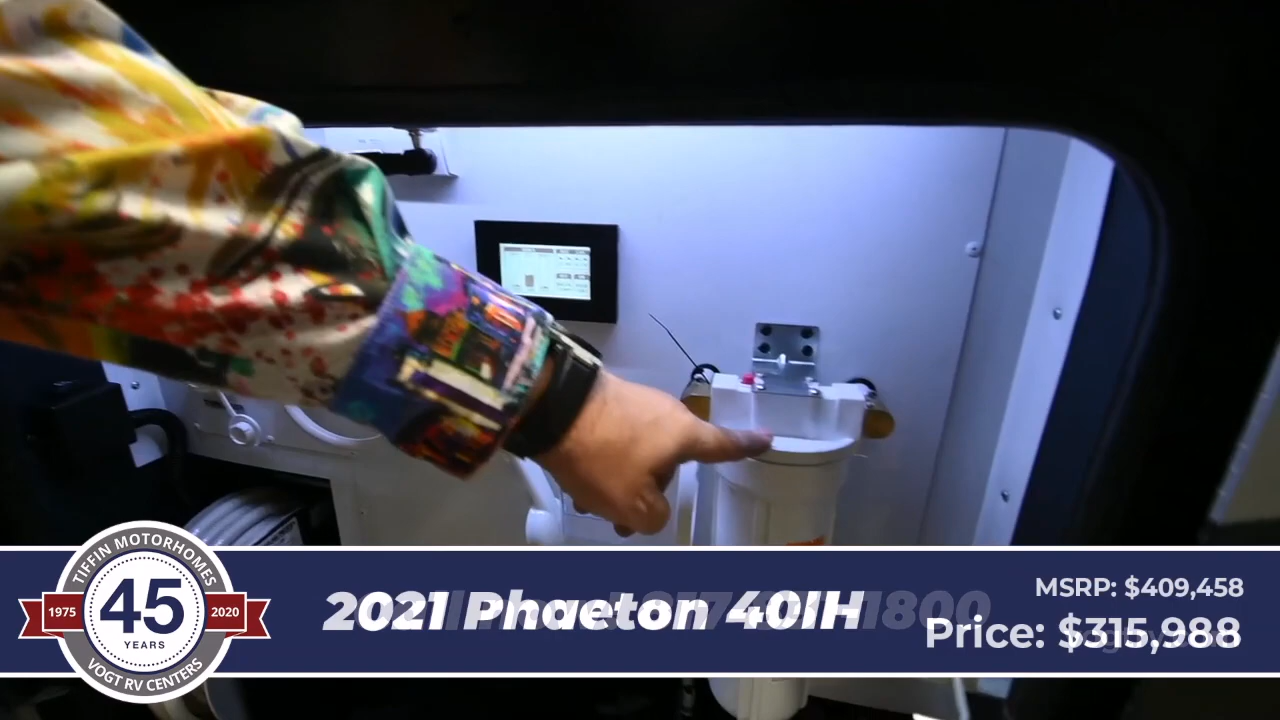 TIFFIN MOTORHOMES
1975
45
2020
YEARS
VOGT RV CENTERS
2021 Phaeton 40IH
MSRP: $409,458
Price: $315,988